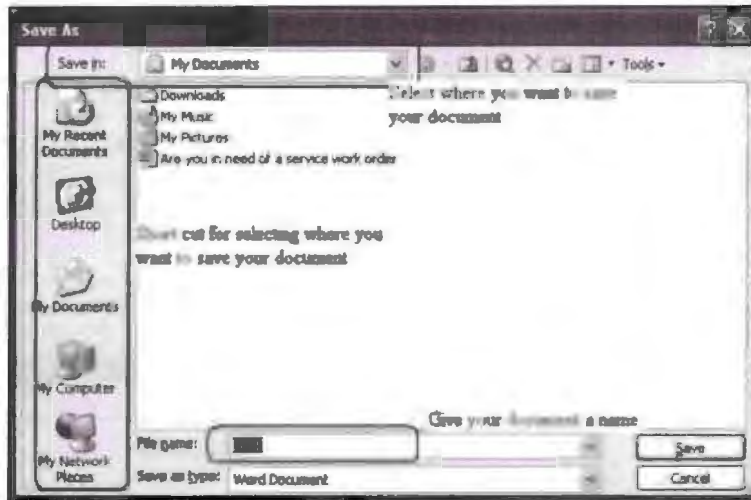 Save As
Save in:
My Documents
Tools
Downloads
My Music
My Pictures
Are you in need of a service work order
Select where you want to save
your document
My Recent
Documents
Desktop
My Documents
My Computer
My Network
Places
Short cut for selecting where you
want to save your document
Give your document a name
File name:
Save
Save as type:
Word Document
Cancel